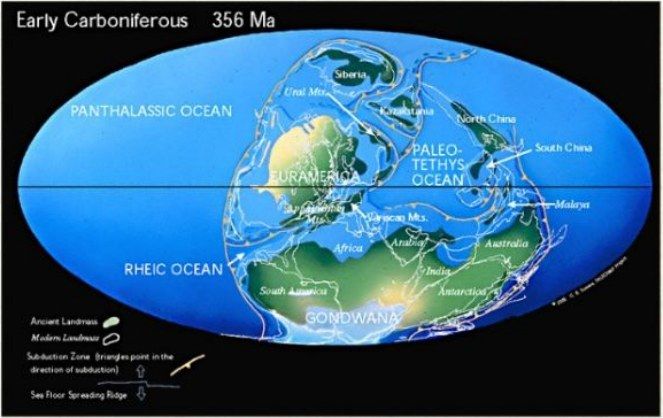 Early Carboniferous 356 Ma
Siberia
Ural Mts.
PANTHALASSIC OCEAN
Kazakstania
North China
PALEO-
TETHYS
OCEAN
South China
EURAMERICA
Appalachian
Mts.
Variscan Mts.
Malaya
Africa
Arabia
Australia
RHEIC OCEAN
India
South America
Antarctica
GONDWANA
Ancient Landmass
Modern Landmass
Subduction Zone (triangles point in the
direction of subduction)
Sea Floor Spreading Ridge